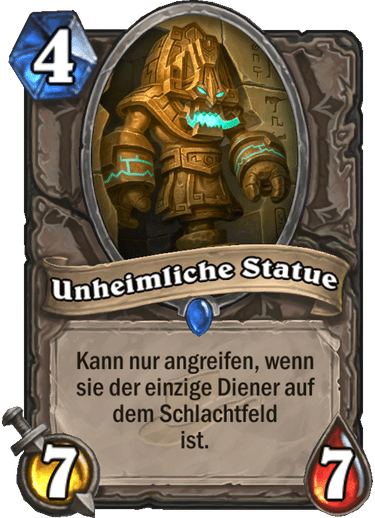 4
Unheimliche Statue
Kann nur angreifen, wenn
sie der einzige Diener auf
dem Schlachtfeld
ist.
7
7